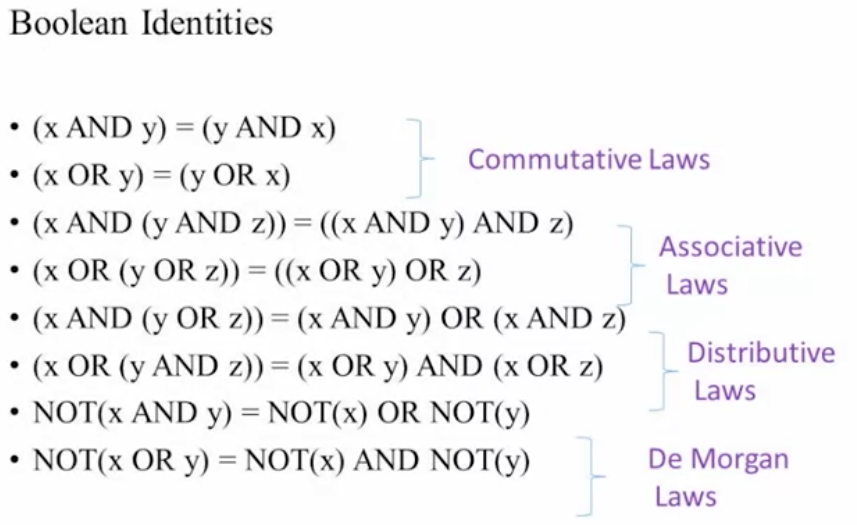 Boolean Identities
• (x AND y) = (y AND x)
• (x OR y) = (y OR x)
Commutative Laws
• (x AND (y AND z)) = ((x AND y) AND z)
• (x OR (y OR z)) = ((x OR y) OR z)
Associative
Laws
• (x AND (y OR z)) = (x AND y) OR (x AND z)
• (x OR (y AND z)) = (x OR y) AND (x OR z)
Distributive
Laws
• NOT(x AND y) = NOT(x) OR NOT(y)
• NOT(x OR y) = NOT(x) AND NOT(y)
De Morgan
Laws